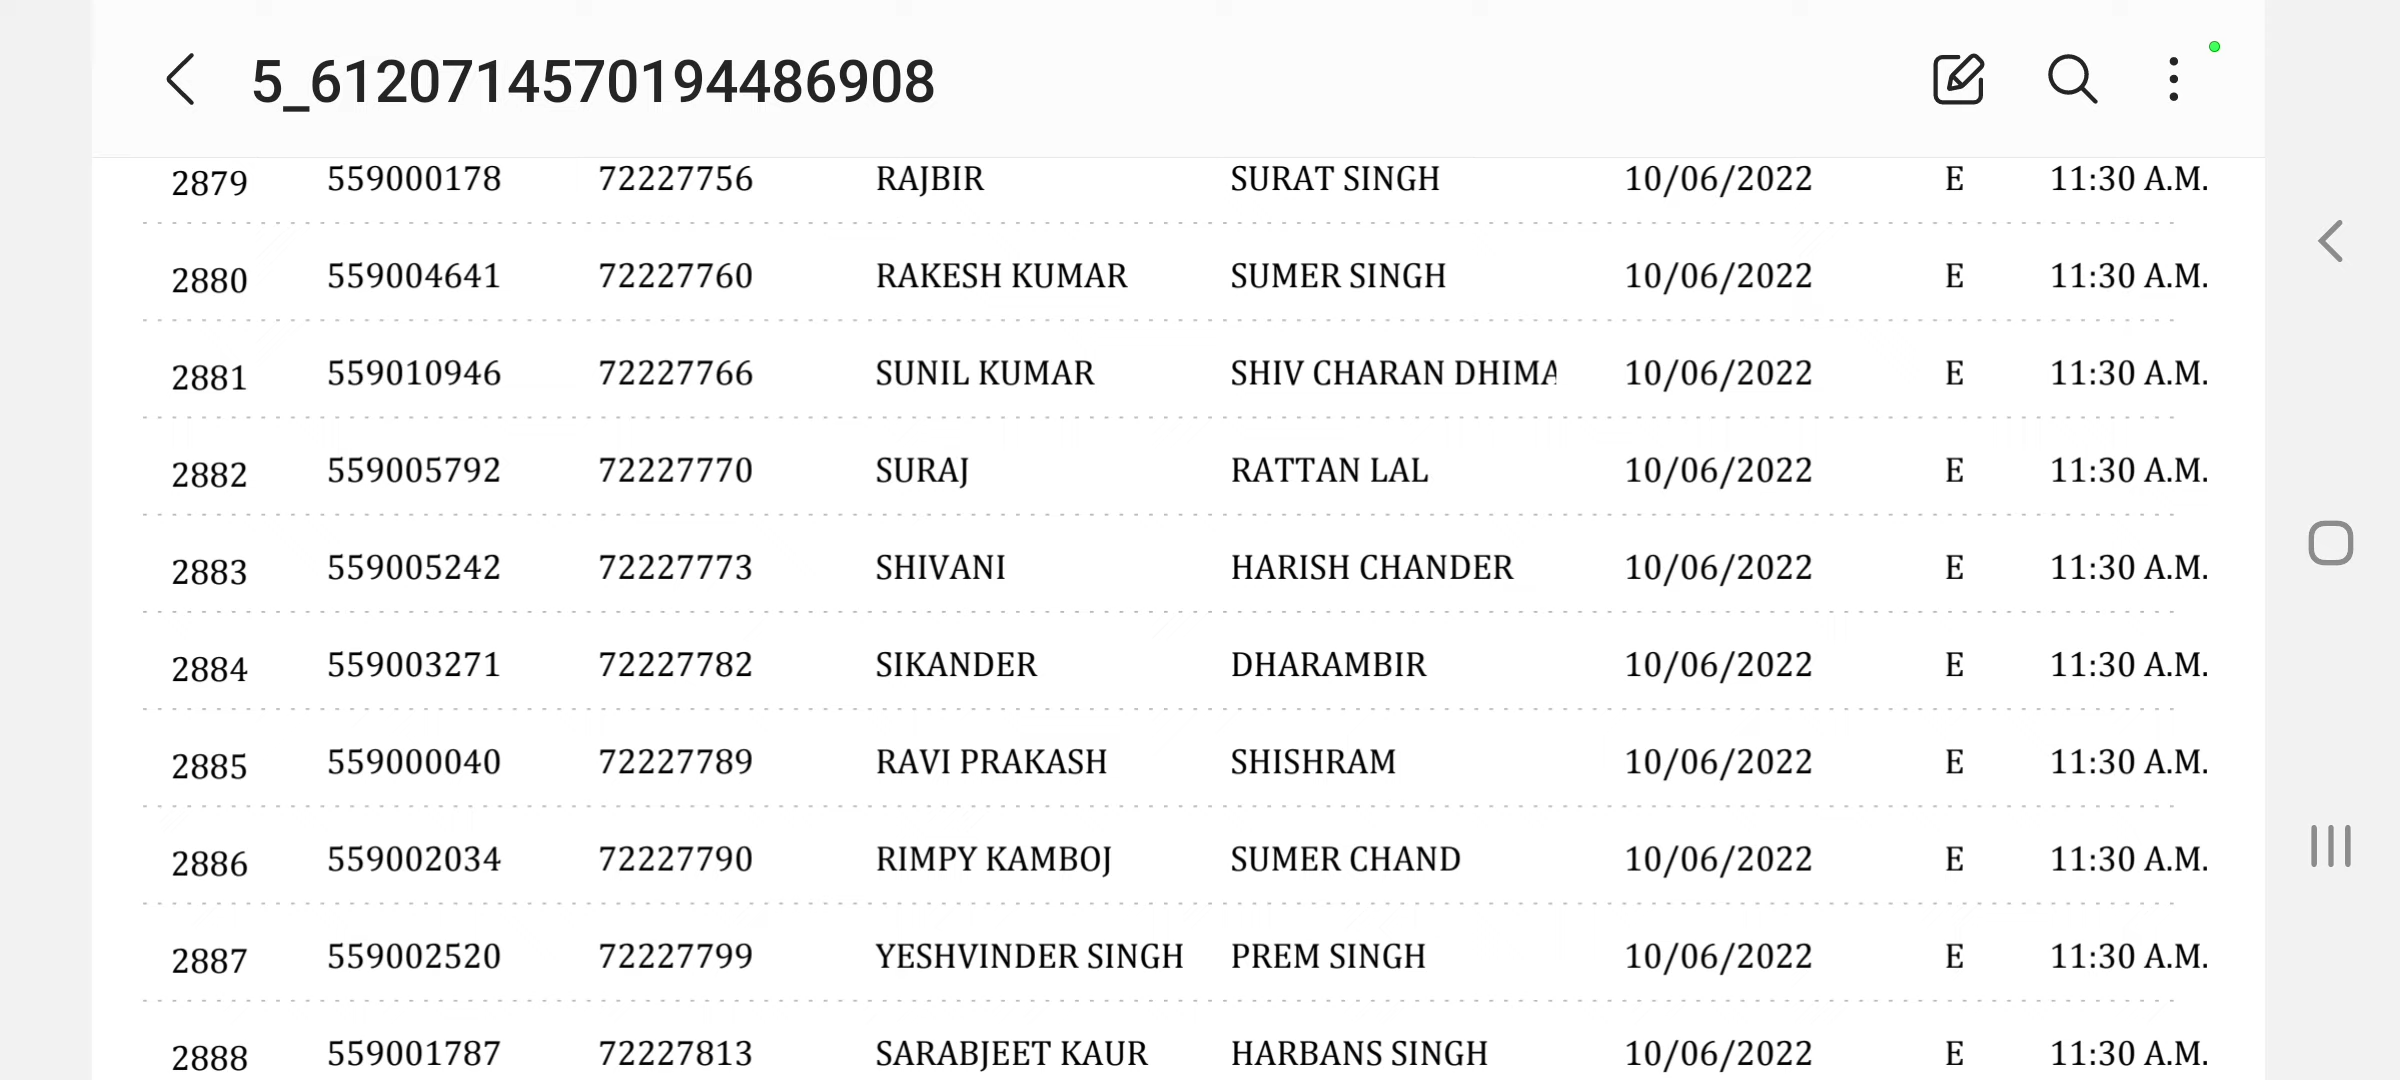 5_6120714570194486908
2879 559000178 72227756 RAJBIR SURAT SINGH 10/06/2022 E 11:30 A.M.
2880 559004641 72227760 RAKESH KUMAR SUMER SINGH 10/06/2022 E 11:30 A.M.
2881 559010946 72227766 SUNIL KUMAR SHIV CHARAN DHIMA 10/06/2022 E 11:30 A.M.
2882 559005792 72227770 SURAJ RATTAN LAL 10/06/2022 E 11:30 A.M.
2883 559005242 72227773 SHIVANI HARISH CHANDER 10/06/2022 E 11:30 A.M.
2884 559003271 72227782 SIKANDER DHARAMBIR 10/06/2022 E 11:30 A.M.
2885 559000040 72227789 RAVI PRAKASH SHISHRAM 10/06/2022 E 11:30 A.M.
2886 559002034 72227790 RIMPY KAMBOJ SUMER CHAND 10/06/2022 E 11:30 A.M.
2887 559002520 72227799 YESHVINDER SINGH PREM SINGH 10/06/2022 E 11:30 A.M.
2888 559001787 72227813 SARABJEET KAUR HARBANS SINGH 10/06/2022 E 11:30 A.M.